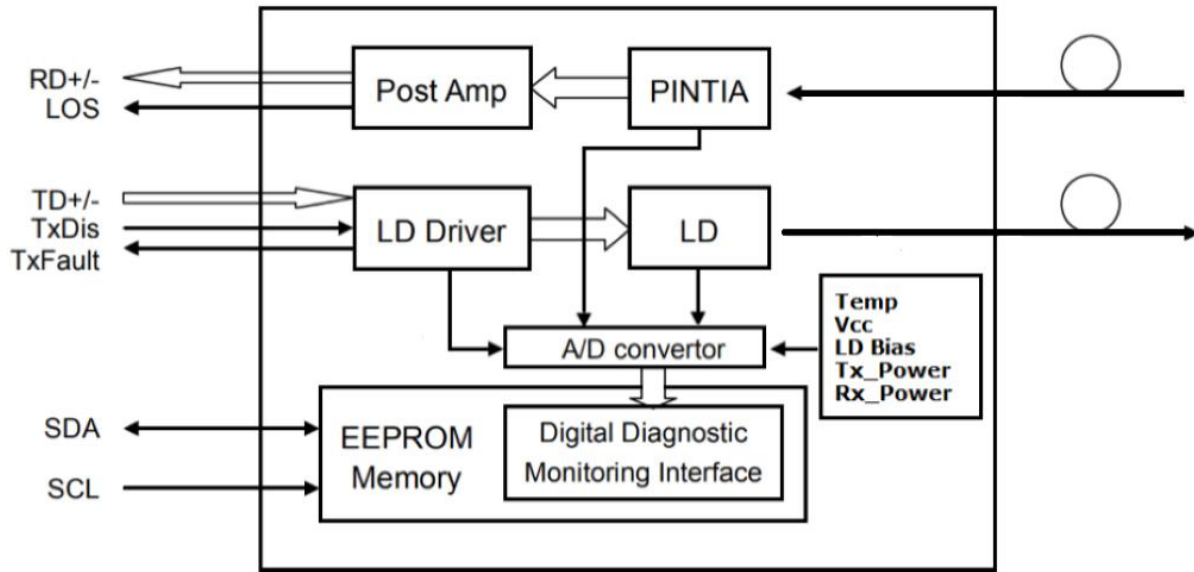 RD+/-
LOS
Post Amp
PINTIA
TD+/-
TxDis
TxFault
LD Driver
LD
Temp
Vcc
LD Bias
Tx_Power
Rx_Power
A/D convertor
SDA
SCL
EEPROM
Memory
Digital Diagnostic
Monitoring Interface